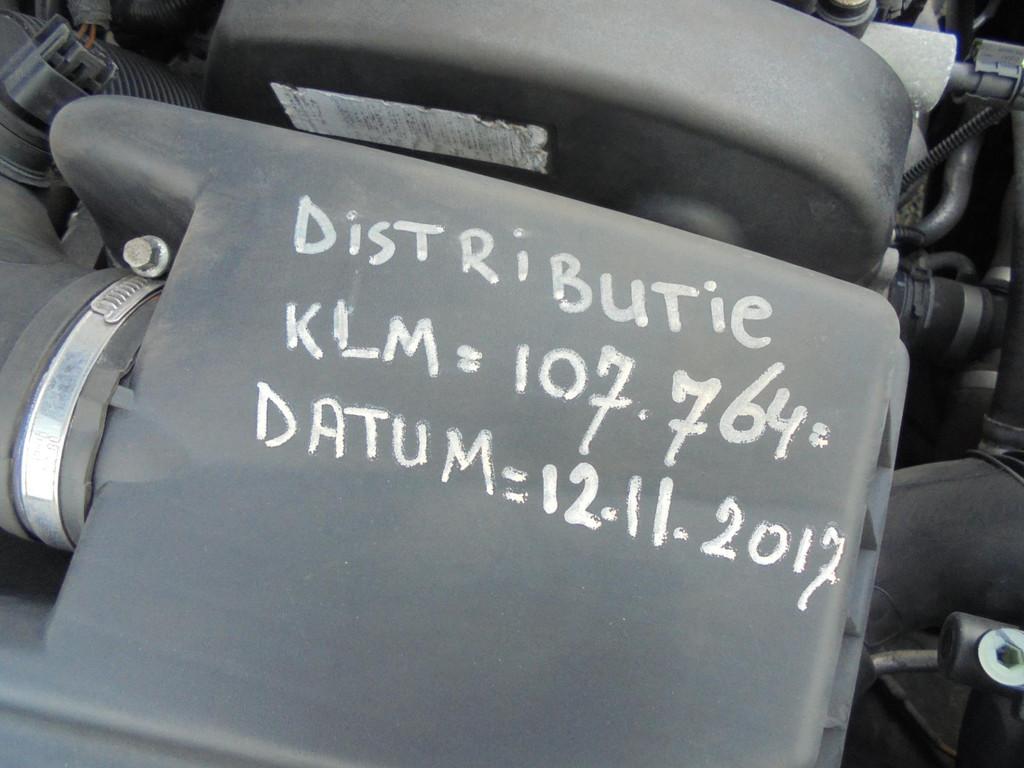 DiSTRiBUTie
KLM = 107.764=
DATUM=12.11.2017